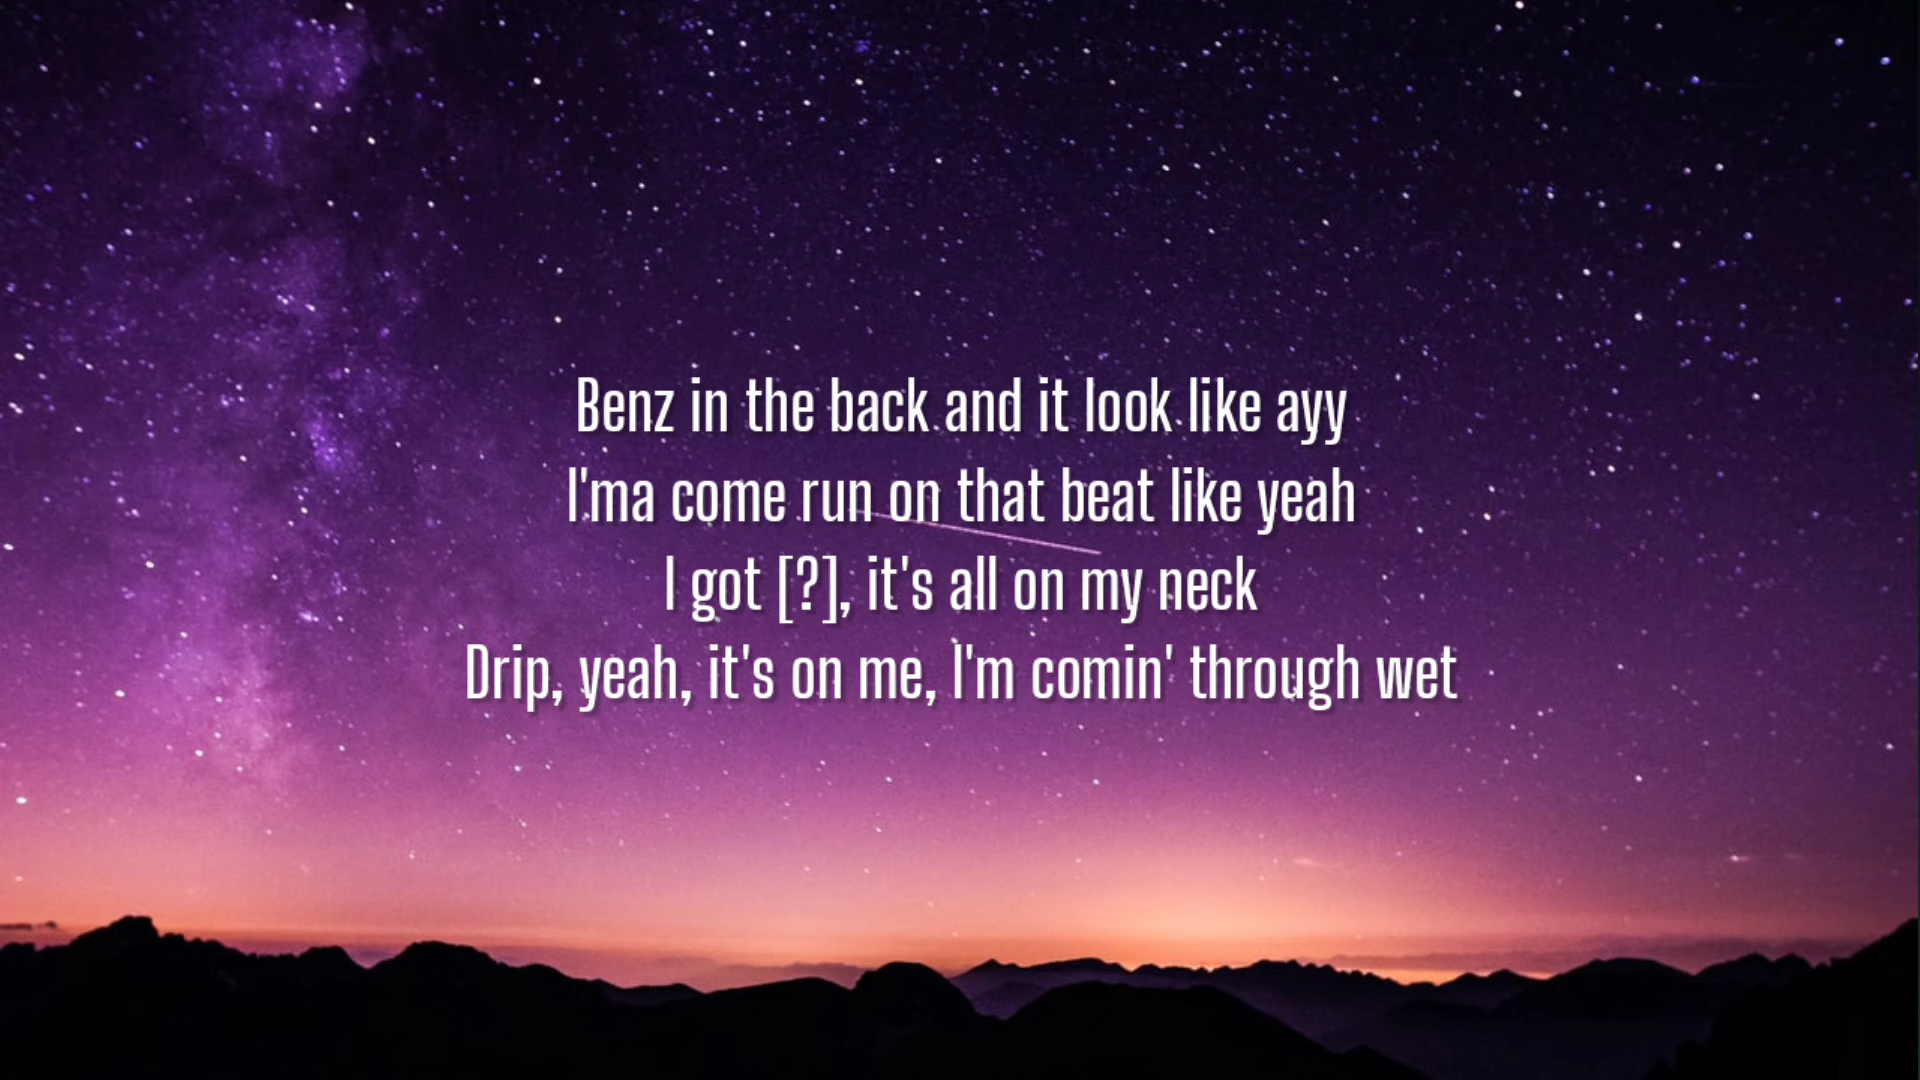 Benz in the back and it look like ayy
I'ma come run on that beat like yeah
I got [?], it's all on my neck
Drip, yeah, it's on me, I'm comin' through wet